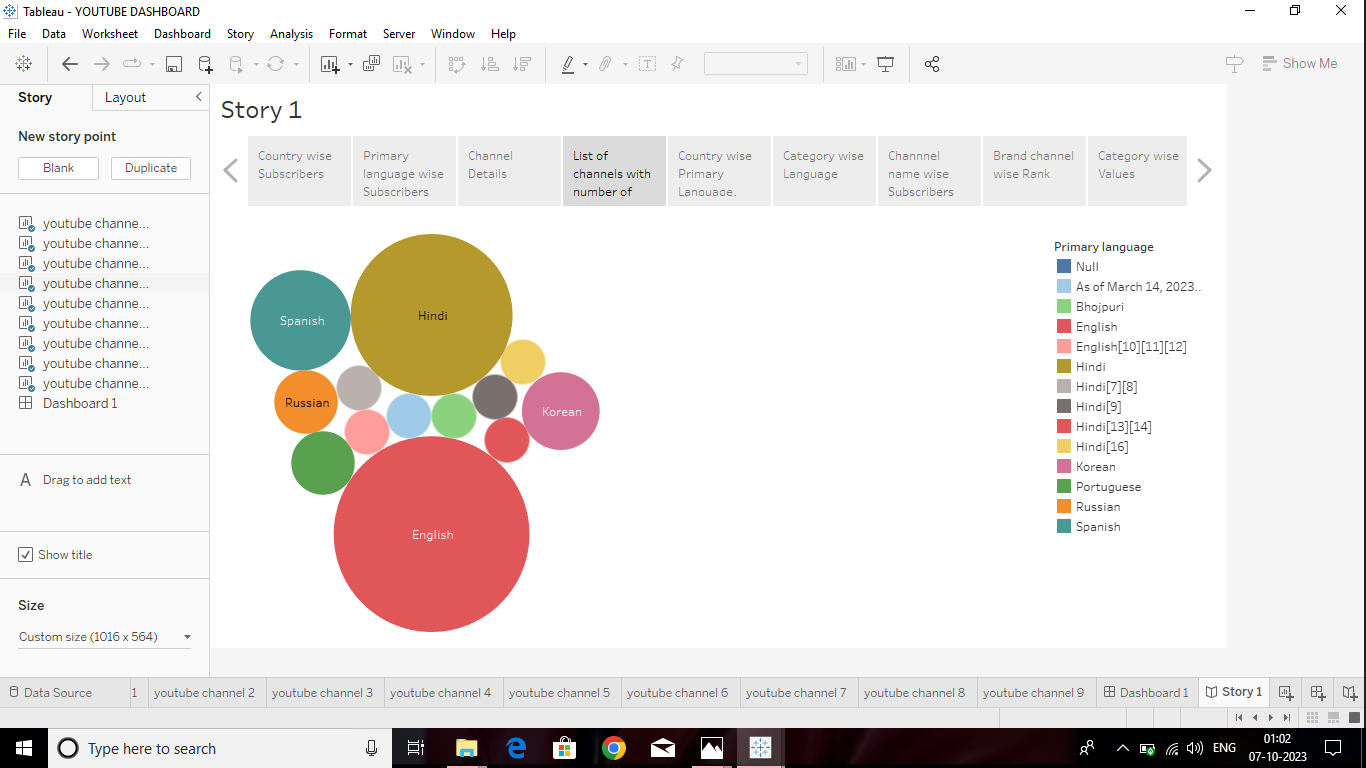 Tableau - YOUTUBE DASHBOARD
File Data Worksheet Dashboard Story Analysis Format Server Window Help
Show Me
Story Layout
New story point
Blank Duplicate
youtube channe...
youtube channe...
youtube channe...
youtube channe...
youtube channe...
youtube channe...
youtube channe...
youtube channe...
youtube channe...
Dashboard 1
A Drag to add text
Show title
Size
Custom size (1016 x 564)
Story 1
Country wise
Subscribers
Primary
language wise
Subscribers
Channel
Details
List of
channels with
number of
Country wise
Primary
Language.
Category wise
Language
Channnel
name wise
Subscribers
Brand channel
wise Rank
Category wise
Values
Spanish
Hindi
Russian
Korean
English
Primary language
Null
As of March 14, 2023..
Bhojpuri
English
English[10][11][12]
Hindi
Hindi[7][8]
Hindi[9]
Hindi[13][14]
Hindi[16]
Korean
Portuguese
Russian
Spanish
Data Source 1 youtube channel 2 youtube channel 3 youtube channel 4 youtube channel 5 youtube channel 6 youtube channel 7 youtube channel 8 youtube channel 9 Dashboard 1 Story 1
Type here to search
ENG
01:02
07-10-2023